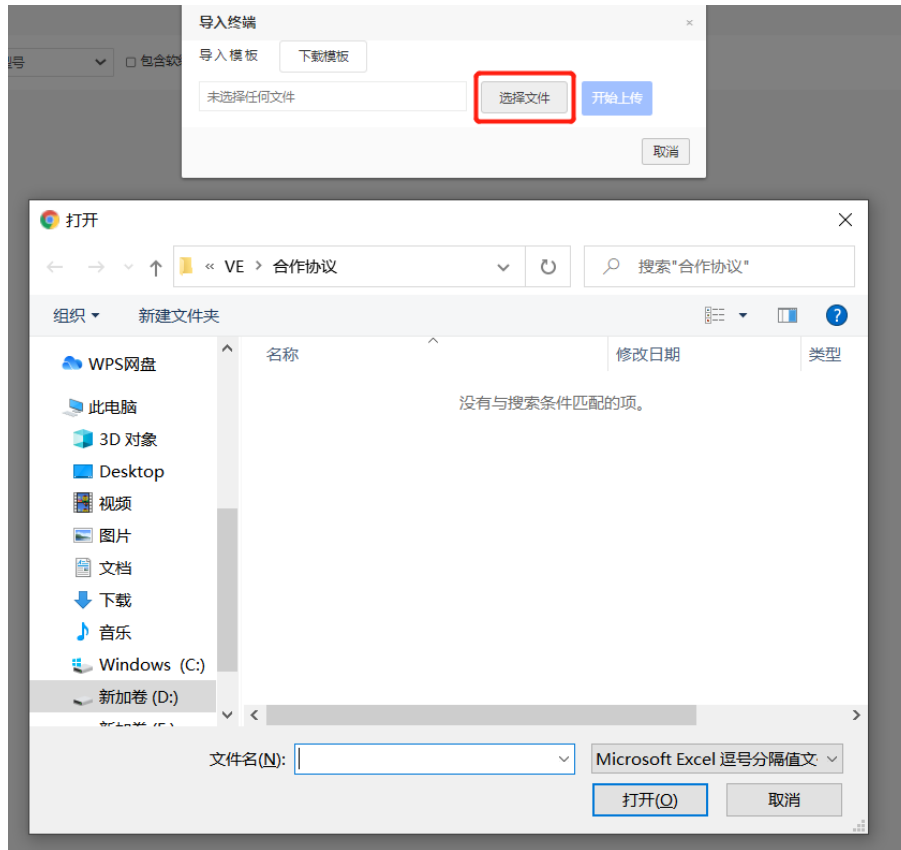 导入终端 ×
导入模板 下载模板
型号 包含软
未选择任何文件 选择文件 开始上传
取消
打开
« VE > 合作协议 搜索"合作协议"
组织 新建文件夹 ?
名称 修改日期 类型
WPS网盘
没有与搜索条件匹配的项。
此电脑
3D 对象
Desktop
视频
图片
文档
下载
音乐
Windows (C:)
新加卷 (D:)
文件名(N): Microsoft Excel 逗号分隔值文
打开(O) 取消